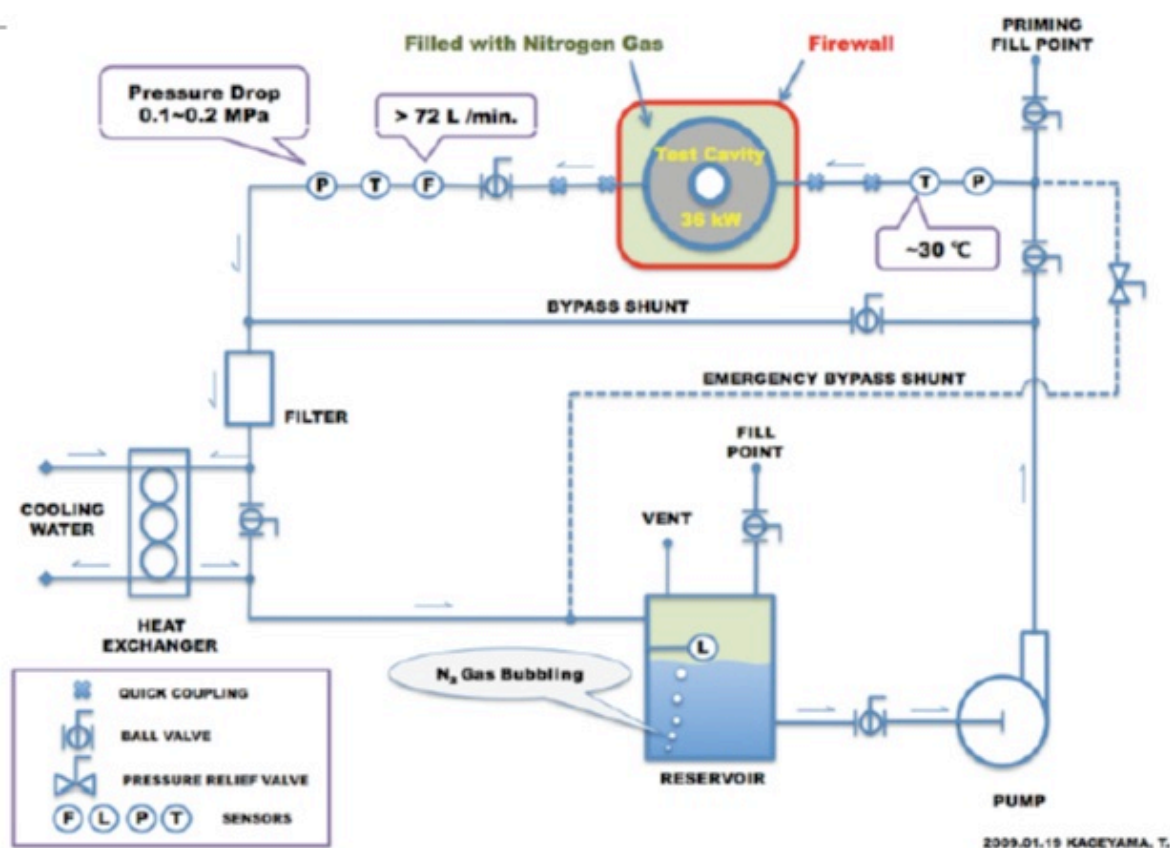 PRIMING
FILL POINT
Filled with Nitrogen Gas
Firewall
Pressure Drop
0.1~0.2 MPa
> 72 L /min.
Test Cavity
36 kW
P
T
F
T
P
~30 ℃
BYPASS SHUNT
EMERGENCY BYPASS SHUNT
FILTER
FILL
POINT
VENT
COOLING
WATER
HEAT
EXCHANGER
L
N₂ Gas Bubbling
RESERVOIR
PUMP
QUICK COUPLING
BALL VALVE
PRESSURE RELIEF VALVE
F L P T SENSORS
2009.01.19 KAGEYAMA, T.